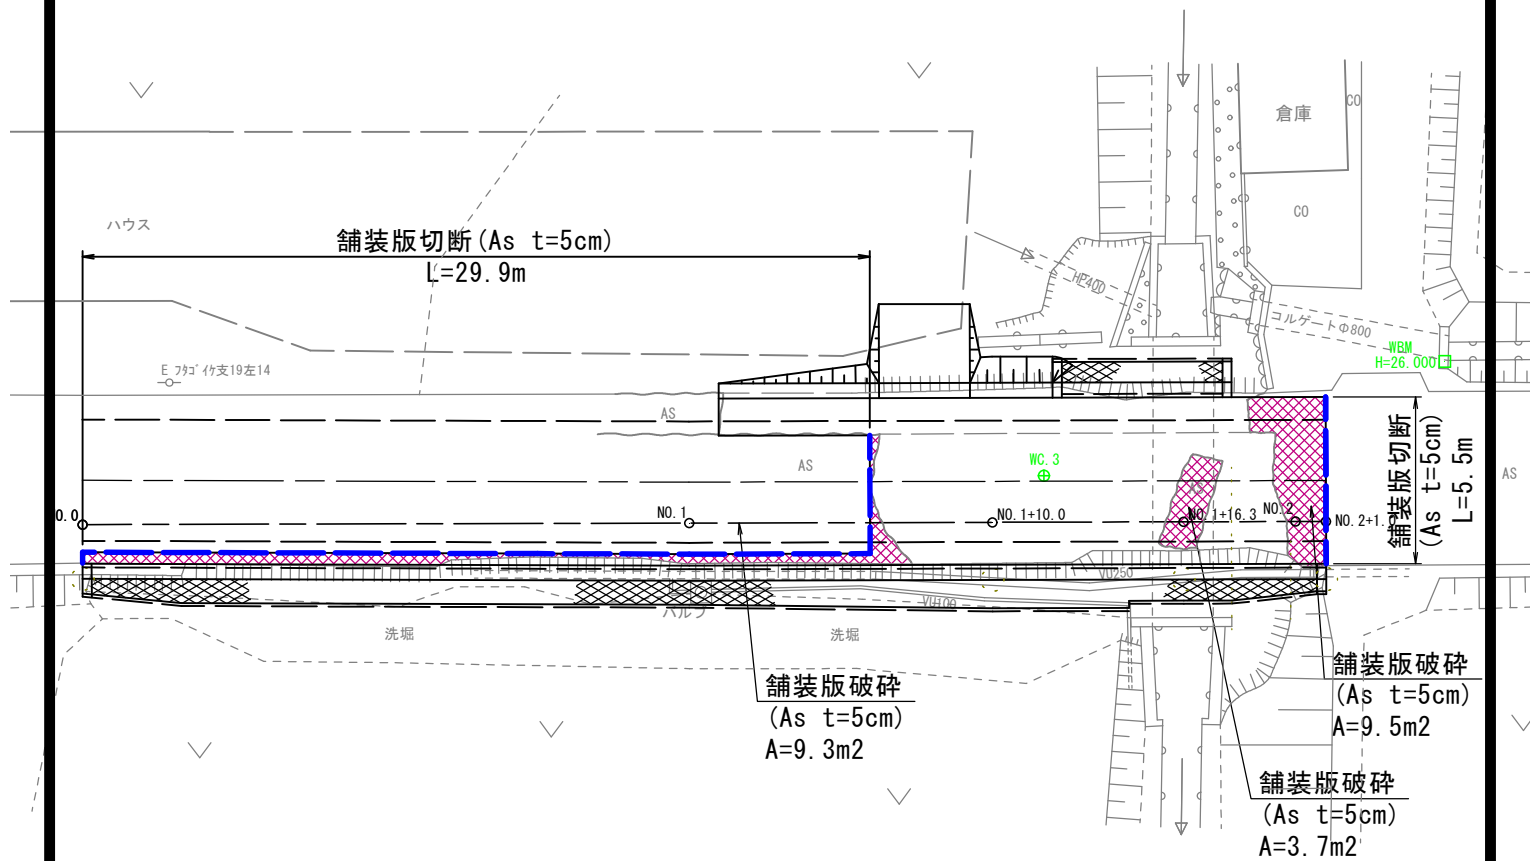 倉庫
CO
CO
ハウス
舗装版切断(As t=5cm)
L=29.9m
HP400
コルゲートΦ800
WBM
H=26.000
E ﾌﾀｺﾞｲｹ支19左14
AS
AS
WC.3
AS
舗装版切断
(As t=5cm)
L=5.5m
0.0
NO.1
NO.1+10.0
NO.1+16.3
NO.2
NO.2+1.0
VU250
VU100
バルブ
洗堀
洗堀
舗装版破砕
(As t=5cm)
A=9.3m2
舗装版破砕
(As t=5cm)
A=9.5m2
舗装版破砕
(As t=5cm)
A=3.7m2